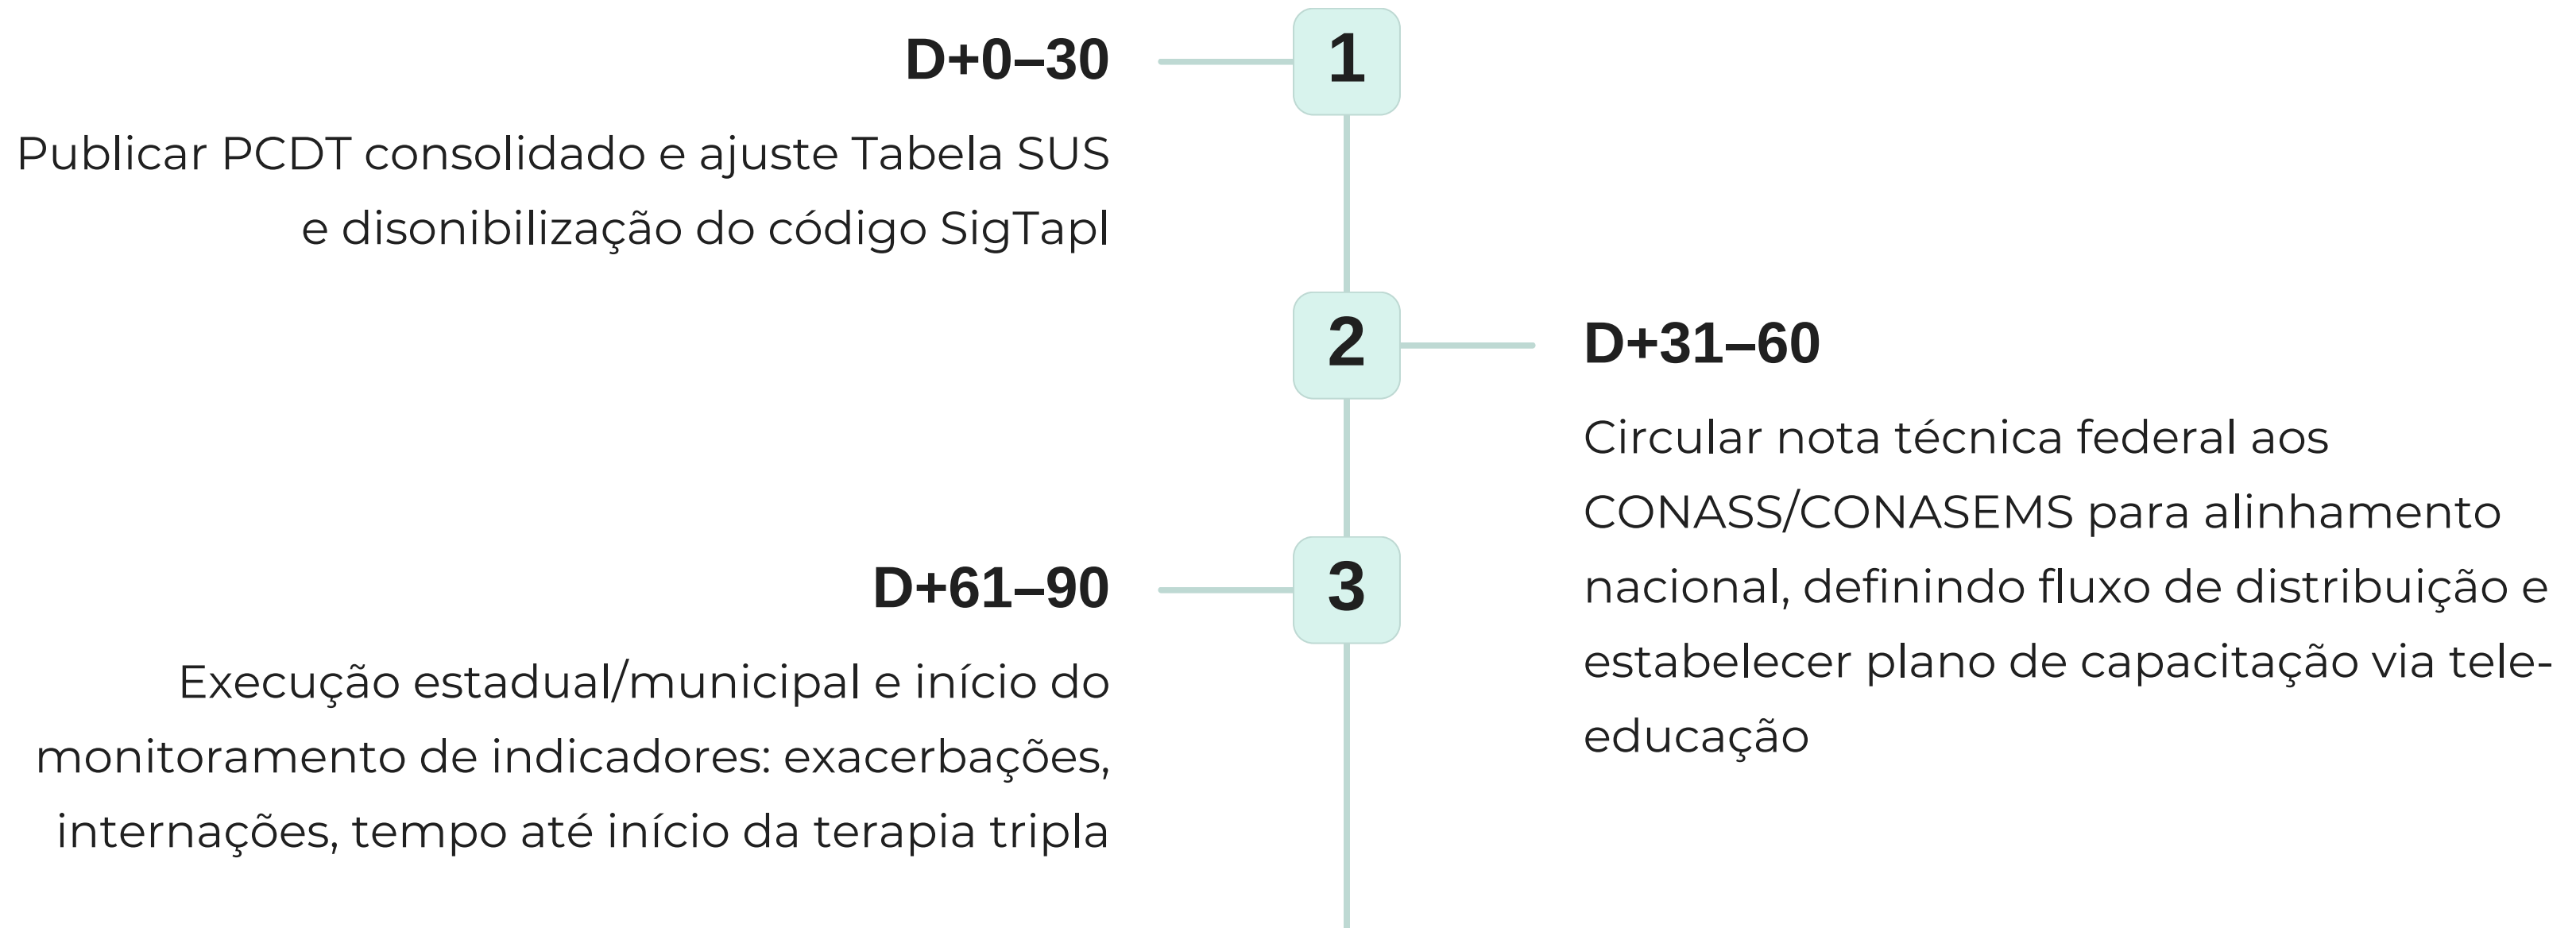 1
D+0–30
Publicar PCDT consolidado e ajuste Tabela SUS
e disonibilização do código SigTapl
2
D+31–60
Circular nota técnica federal aos
CONASS/CONASEMS para alinhamento
nacional, definindo fluxo de distribuição e
estabelecer plano de capacitação via tele-
educação
3
D+61–90
Execução estadual/municipal e início do
monitoramento de indicadores: exacerbações,
internações, tempo até início da terapia tripla